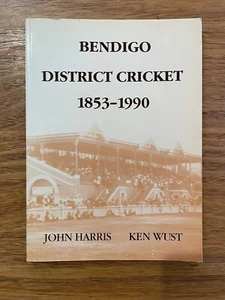 BENDIGO
DISTRICT CRICKET
1853-1990
JOHN HARRIS KEN WUST